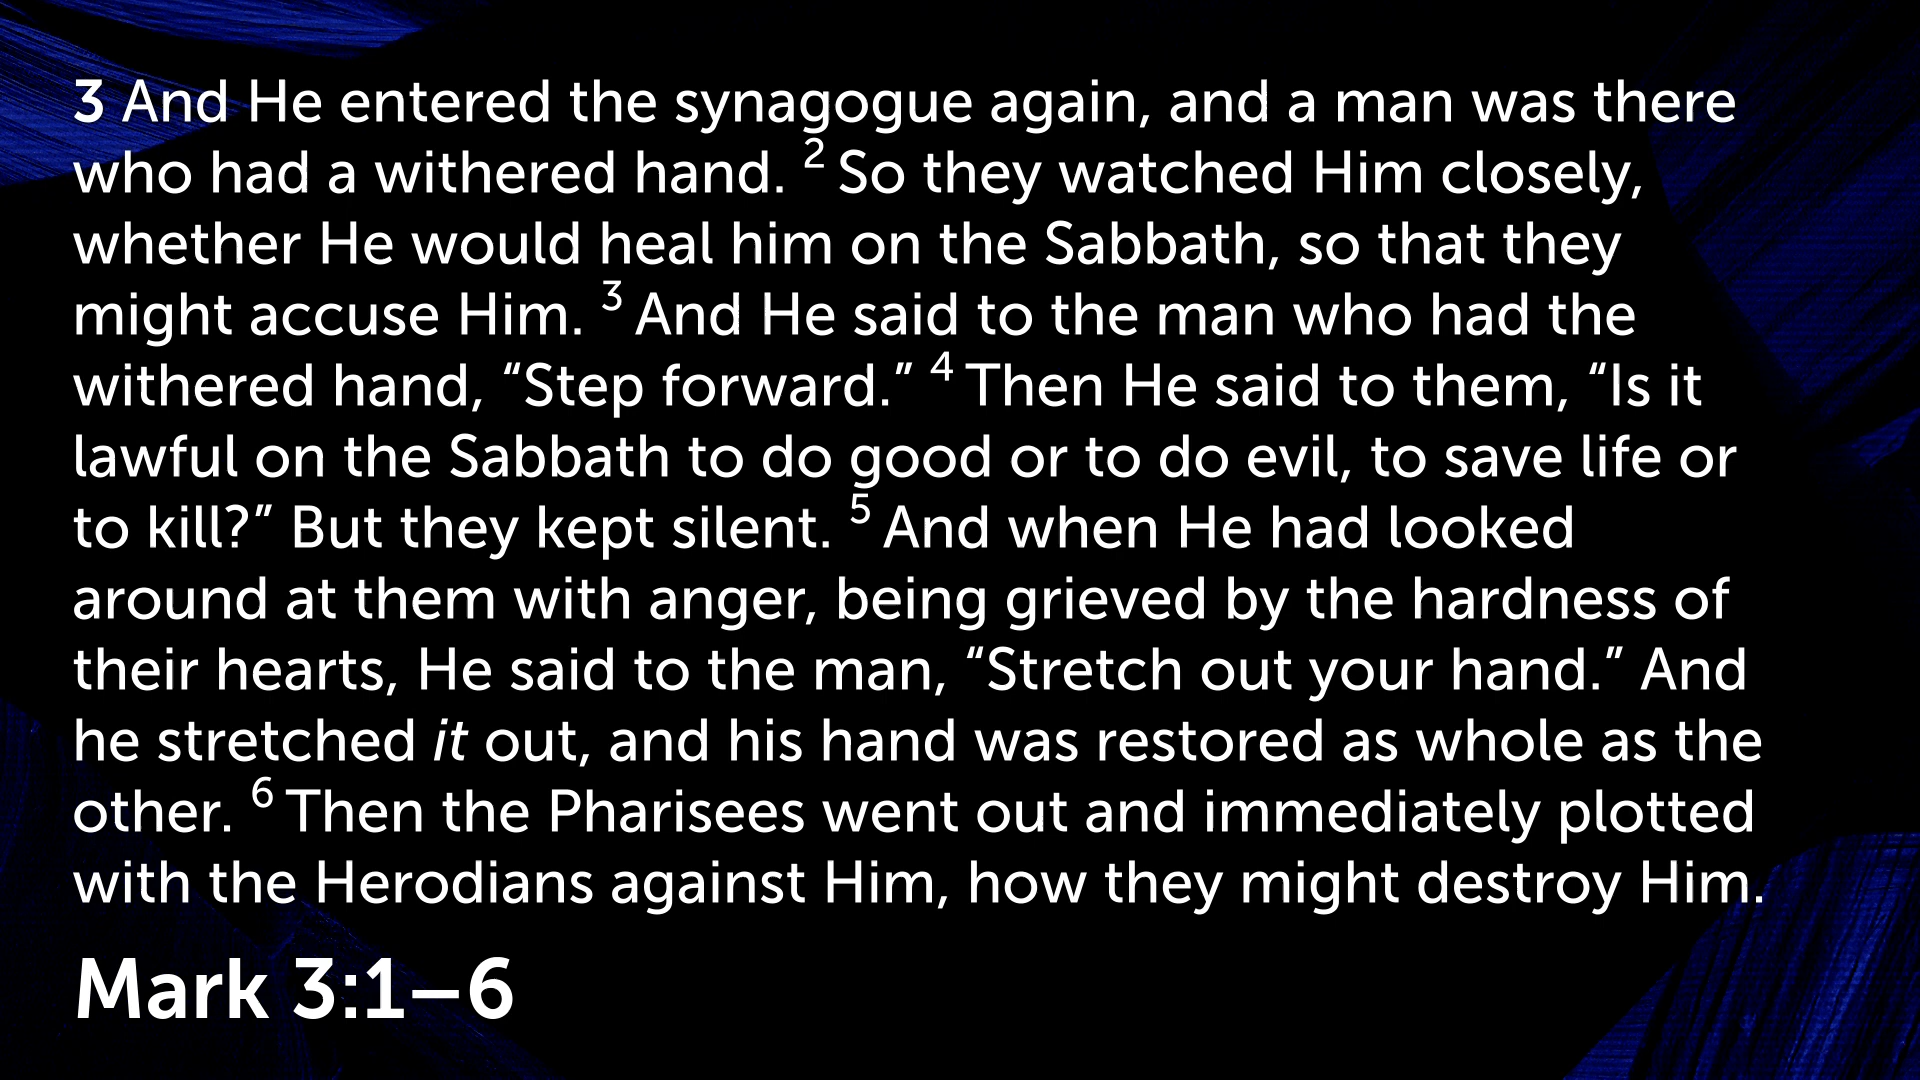 3 And He entered the synagogue again, and a man was there
who had a withered hand. 2 So they watched Him closely,
whether He would heal him on the Sabbath, so that they
might accuse Him. 3 And He said to the man who had the
withered hand, “Step forward.” 4 Then He said to them, “Is it
lawful on the Sabbath to do good or to do evil, to save life or
to kill?” But they kept silent. 5 And when He had looked
around at them with anger, being grieved by the hardness of
their hearts, He said to the man, “Stretch out your hand.” And
he stretched it out, and his hand was restored as whole as the
other. 6 Then the Pharisees went out and immediately plotted
with the Herodians against Him, how they might destroy Him.
Mark 3:1–6